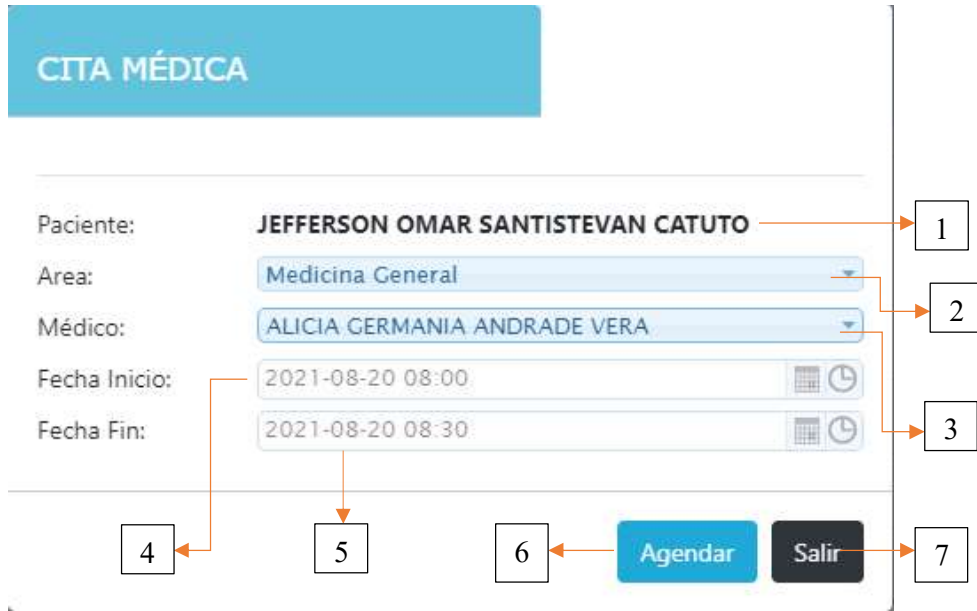 CITA MÉDICA
Paciente: JEFFERSON OMAR SANTISTEVAN CATUTO 1
Area: Medicina General 2
Médico: ALICIA GERMANIA ANDRADE VERA 3
Fecha Inicio: 2021-08-20 08:00
Fecha Fin: 2021-08-20 08:30
4 5 6 Agendar Salir 7